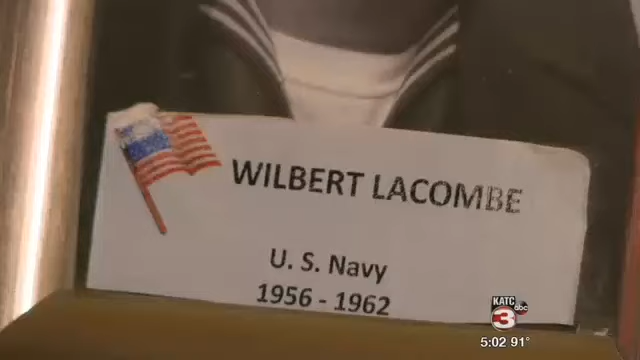 WILBERT LACOMBE
U. S. Navy
1956 - 1962
KATC
3 abc
5:02 91°